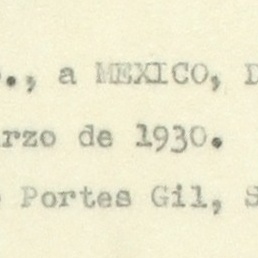 ., a MEXICO, D
rzo de 1930.
Portes Gil, S